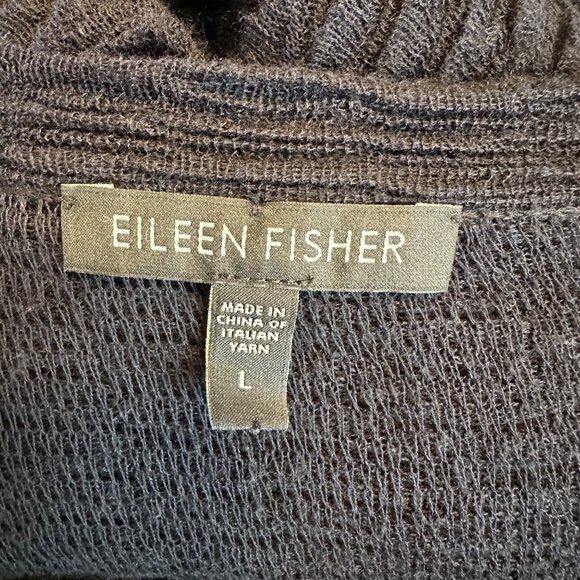 EILEEN FISHER
MADE IN
CHINA OF
ITALIAN
YARN
L